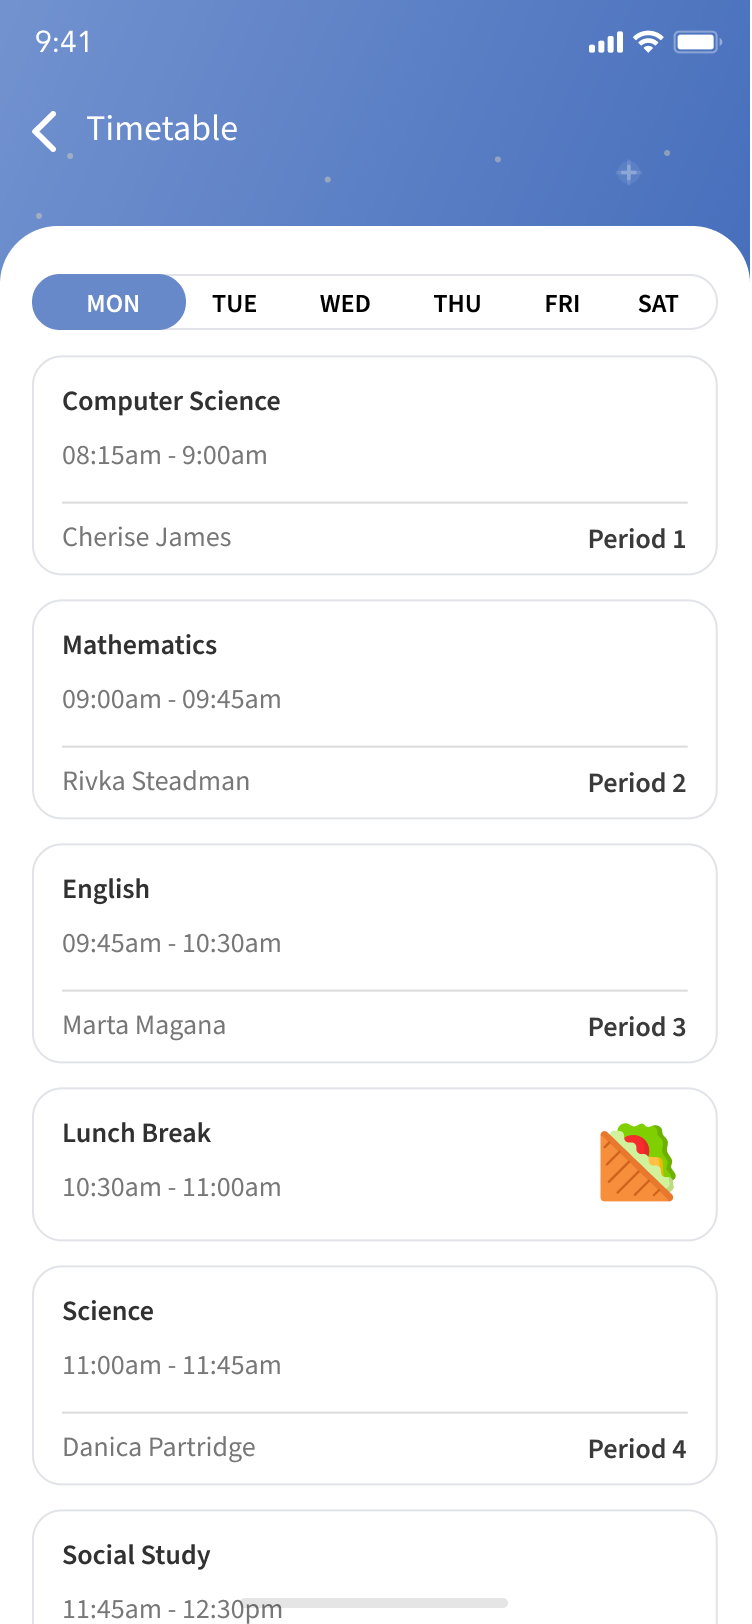 9:41
Timetable
MON TUE WED THU FRI SAT
Computer Science
08:15am - 9:00am
Cherise James Period 1
Mathematics
09:00am - 09:45am
Rivka Steadman Period 2
English
09:45am - 10:30am
Marta Magana Period 3
Lunch Break
10:30am - 11:00am
Science
11:00am - 11:45am
Danica Partridge Period 4
Social Study
11:45am - 12:30pm